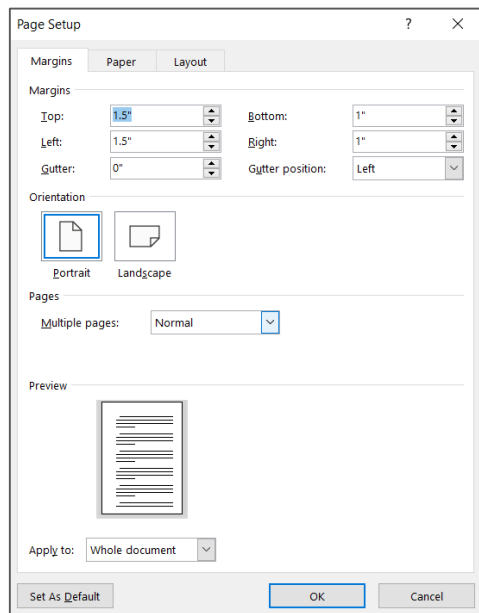 Page Setup ? ×
Margins Paper Layout
Margins
Top: 1.5" Bottom: 1"
Left: 1.5" Right: 1"
Gutter: 0" Gutter position: Left
Orientation
Portrait Landscape
Pages
Multiple pages: Normal
Preview
Apply to: Whole document
Set As Default OK Cancel